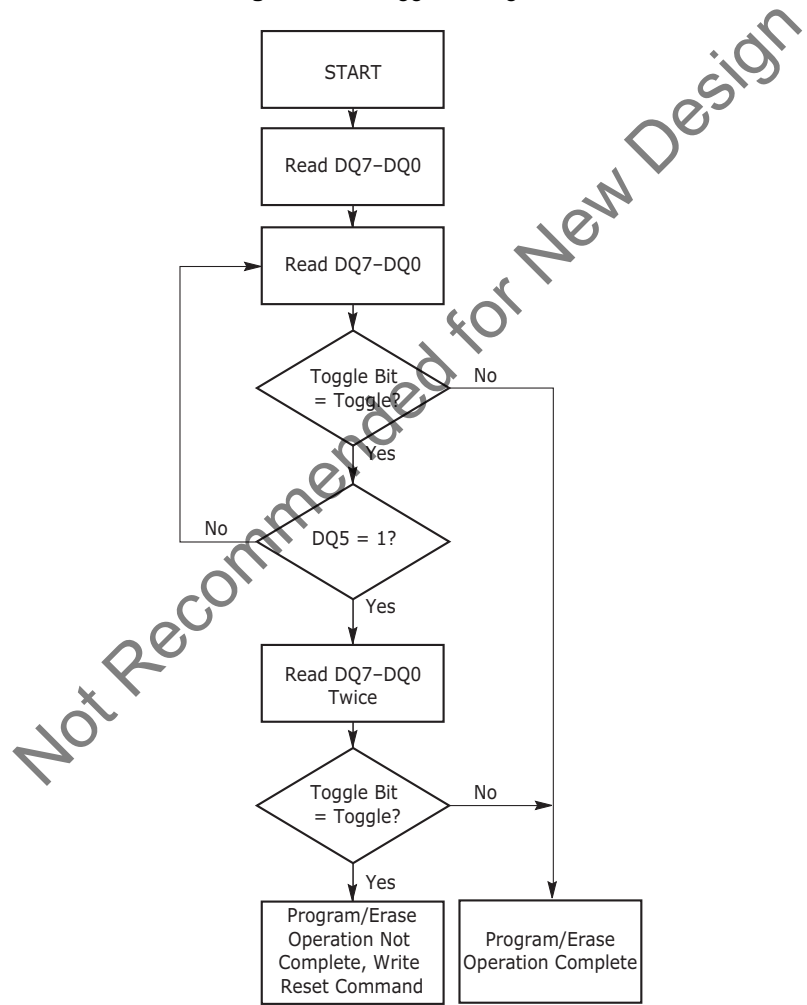 START
Read DQ7–DQ0
Read DQ7–DQ0
Toggle Bit
= Toggle?
No
Yes
No
DQ5 = 1?
Yes
Read DQ7–DQ0
Twice
Toggle Bit
= Toggle?
No
Yes
Program/Erase
Operation Not
Complete, Write
Reset Command
Program/Erase
Operation Complete
Not Recommended for New Design